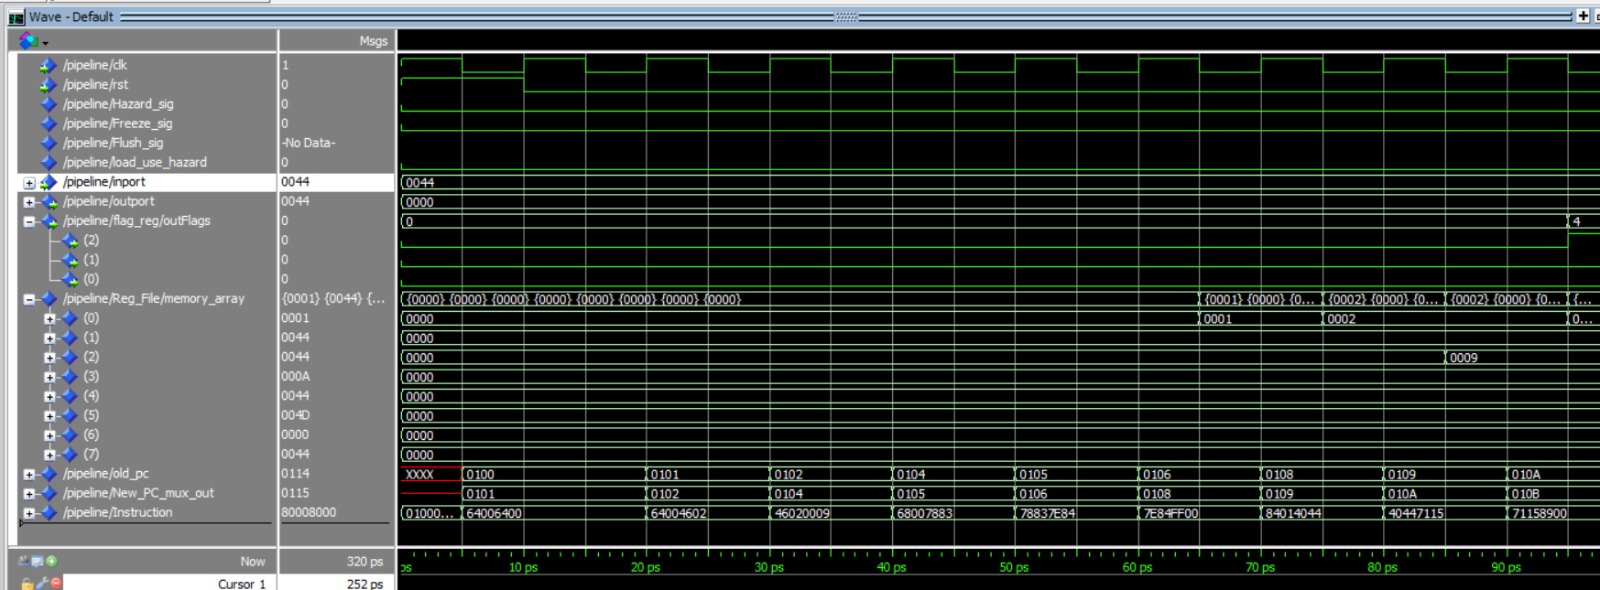 Wave - Default
Msgs
/pipeline/clk 1
/pipeline/rst 0
/pipeline/Hazard_sig 0
/pipeline/Freeze_sig 0
/pipeline/Flush_sig -No Data-
/pipeline/load_use_hazard 0
/pipeline/inport 0044 0044
/pipeline/outport 0044 0000
/pipeline/flag_reg/outFlags 0 0 4
(2) 0
(1) 0
(0) 0
/pipeline/Reg_File/memory_array {0001} {0044} {... {0000} {0000} {0000} {0000} {0000} {0000} {0000} {0000} {0001} {0000} {0... {0002} {0000} {0... {0002} {0000} {0... {...
(0) 0001 0000 0001 0002 0...
(1) 0044 0000
(2) 0044 0000 0009
(3) 000A 0000
(4) 0044 0000
(5) 004D 0000
(6) 0000 0000
(7) 0044 0000
/pipeline/old_pc 0114 XXXX 0100 0101 0102 0104 0105 0106 0108 0109 010A
/pipeline/New_PC_mux_out 0115 0101 0102 0104 0105 0106 0108 0109 010A 010B
/pipeline/Instruction 80008000 01000... 64006400 64004602 46020009 68007883 78837E84 7E84FF00 84014044 40447115 71158900
Now 320 ps ps 10 ps 20 ps 30 ps 40 ps 50 ps 60 ps 70 ps 80 ps 90 ps
Cursor 1 252 ps